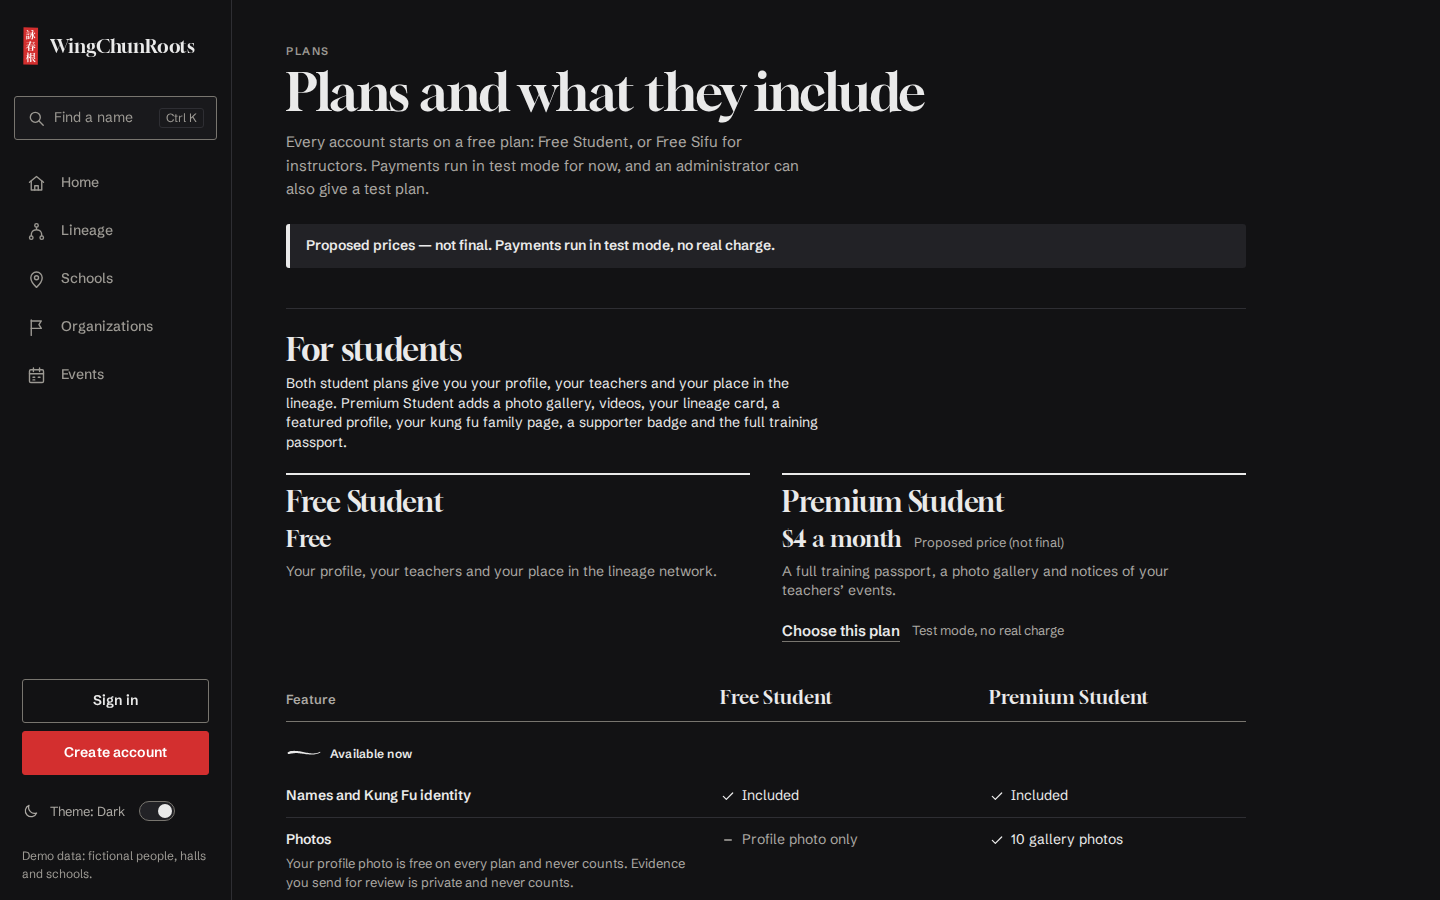 詠春根
WingChunRoots
Find a name
Ctrl K
Home
Lineage
Schools
Organizations
Events
Sign in
Create account
Theme: Dark
Demo data: fictional people, halls
and schools.
PLANS
Plans and what they include
Every account starts on a free plan: Free Student, or Free Sifu for
instructors. Payments run in test mode for now, and an administrator can
also give a test plan.
Proposed prices — not final. Payments run in test mode, no real charge.
For students
Both student plans give you your profile, your teachers and your place in the
lineage. Premium Student adds a photo gallery, videos, your lineage card, a
featured profile, your kung fu family page, a supporter badge and the full training
passport.
Free Student
Free
Your profile, your teachers and your place in the lineage network.
Premium Student
$4 a month Proposed price (not final)
A full training passport, a photo gallery and notices of your
teachers’ events.
Choose this plan Test mode, no real charge
Feature Free Student Premium Student
Available now
Names and Kung Fu identity Included Included
Photos – Profile photo only 10 gallery photos
Your profile photo is free on every plan and never counts. Evidence
you send for review is private and never counts.